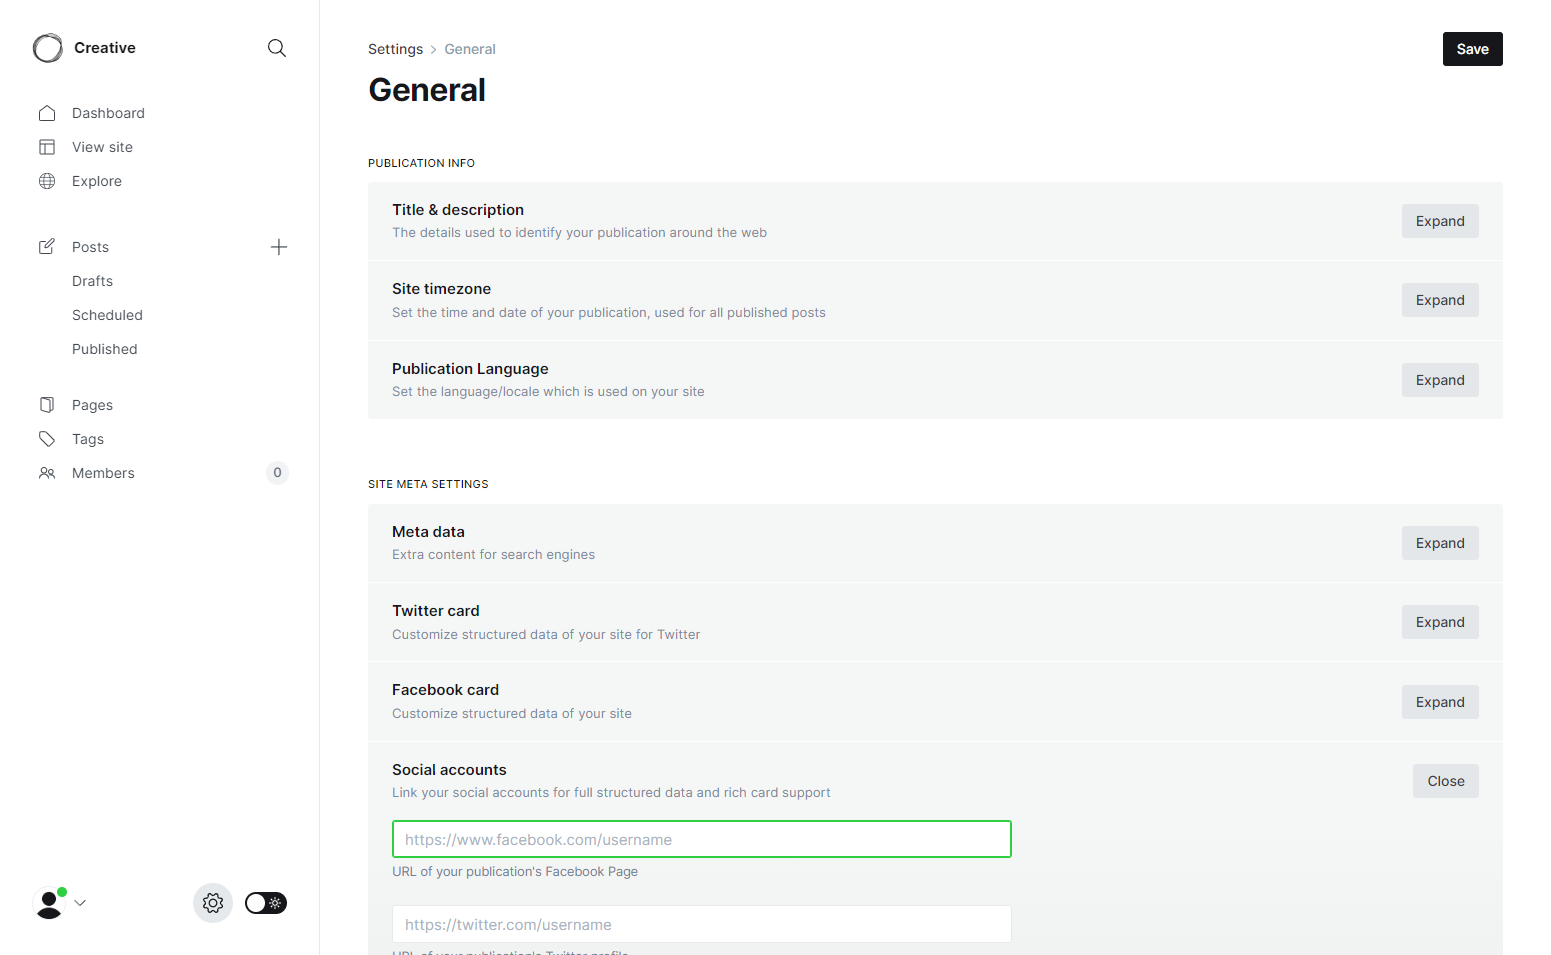 Creative
Dashboard
View site
Explore
Posts
Drafts
Scheduled
Published
Pages
Tags
Members 0
Settings > General
Save
General
PUBLICATION INFO
Title & description
The details used to identify your publication around the web
Expand
Site timezone
Set the time and date of your publication, used for all published posts
Expand
Publication Language
Set the language/locale which is used on your site
Expand
SITE META SETTINGS
Meta data
Extra content for search engines
Expand
Twitter card
Customize structured data of your site for Twitter
Expand
Facebook card
Customize structured data of your site
Expand
Social accounts
Link your social accounts for full structured data and rich card support
Close
https://www.facebook.com/username
URL of your publication's Facebook Page
https://twitter.com/username
URL of your publication's Twitter profile